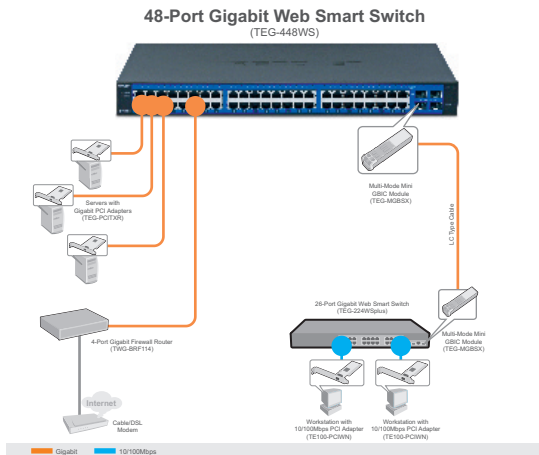 48-Port Gigabit Web Smart Switch
(TEG-448WS)
Servers with
Gigabit PCI Adapters
(TEG-PCITXR)
Multi-Mode Mini
GBIC Module
(TEG-MGBSX)
LC Type Cable
26-Port Gigabit Web Smart Switch
(TEG-224WSplus)
4-Port Gigabit Firewall Router
(TWG-BRF114)
Multi-Mode Mini
GBIC Module
(TEG-MGBSX)
Internet
Cable/DSL
Modem
Workstation with
10/100Mbps PCI Adapter
(TE100-PCIWN)
Workstation with
10/100Mbps PCI Adapter
(TE100-PCIWN)
Gigabit
10/100Mbps